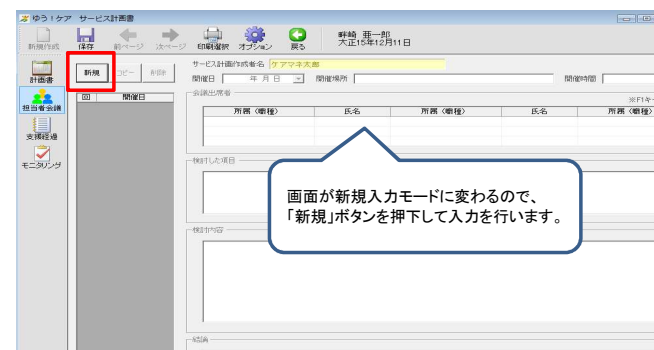 ゆう!ケア サービス計画書
新規作成 保存 前ページ 次ページ 印刷選択 オプション 戻る
畔崎 亜一郎
大正15年12月11日
計画書
担当者会議
支援経過
モニタリング
新規 コピー 削除
回 開催日
サービス計画作成者名 ケアマネ太郎
開催日 年 月 日 開催場所 開催時間
会議出席者
※F1キー
所属(職種) 氏名 所属(職種) 氏名 所属(職種)
検討した項目
画面が新規入力モードに変わるので、
「新規」ボタンを押下して入力を行います。
検討内容
結論